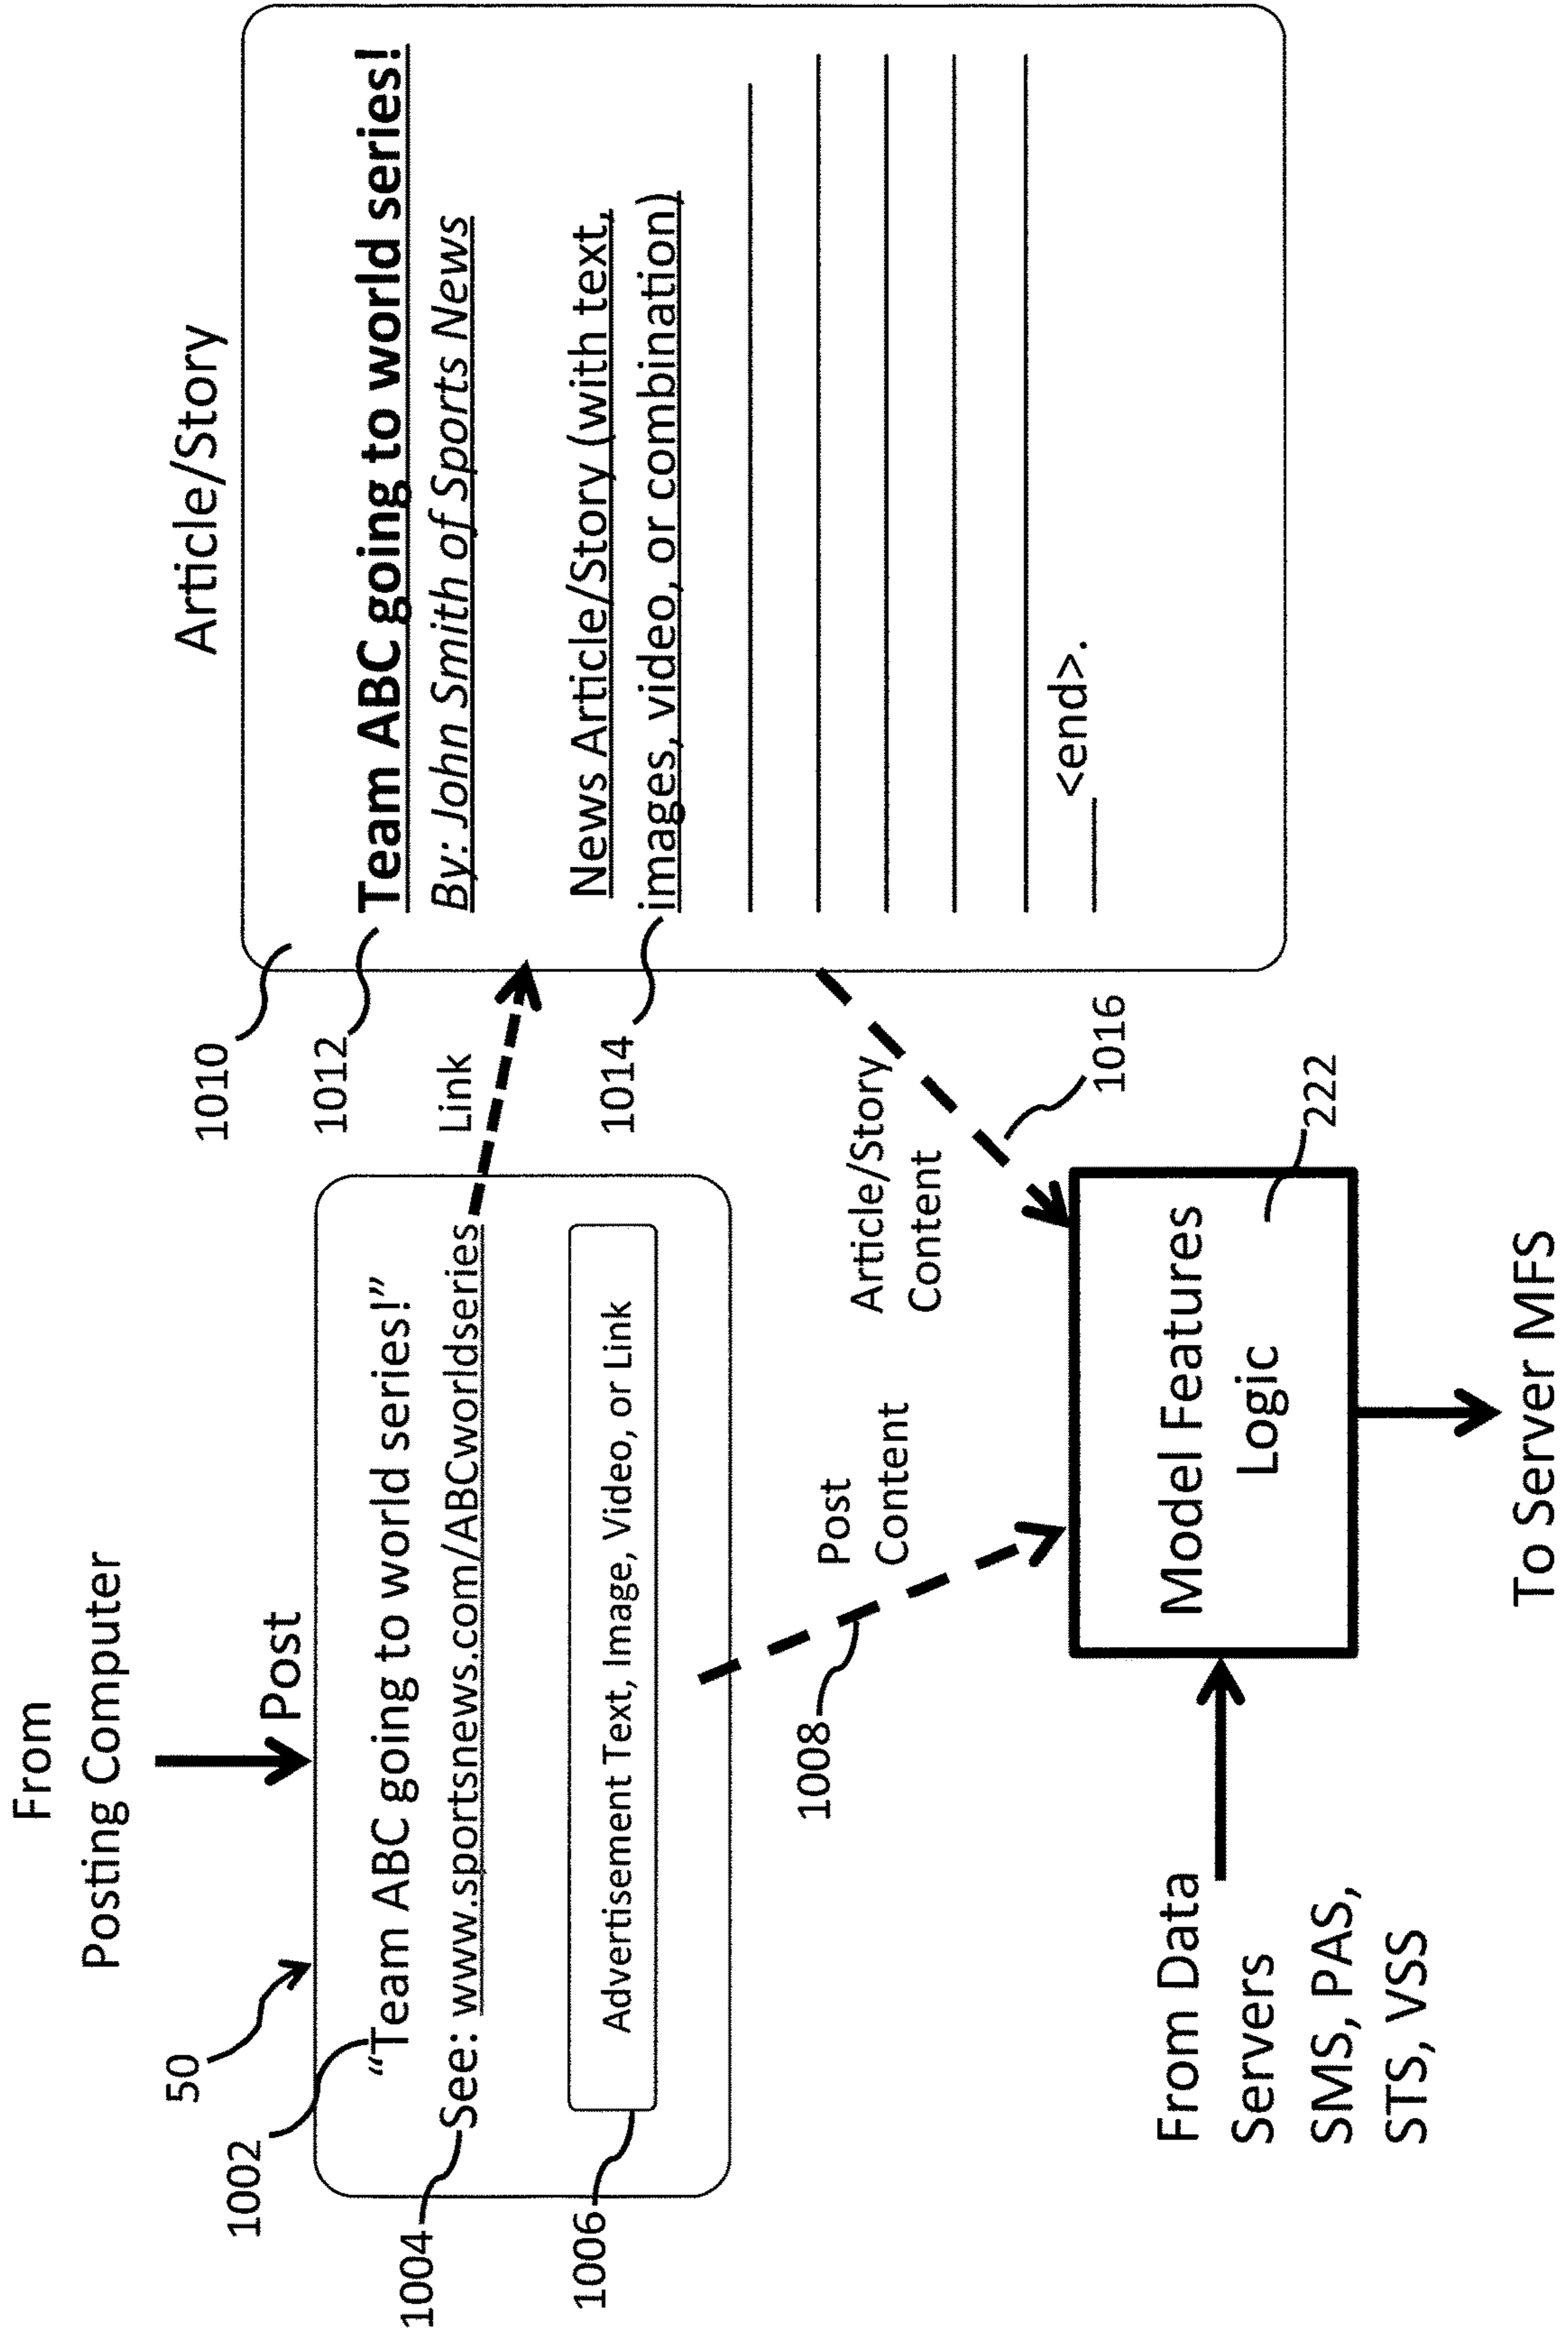 From
Posting Computer
Post
50
1002
“Team ABC going to world series!”
1004
See: www.sportsnews.com/ABCworldseries
1006
Advertisement Text, Image, Video, or Link
Link
Article/Story
1010
1012
Team ABC going to world series!
By: John Smith of Sports News
1014
News Article/Story (with text,
images, video, or combination)
<end>.
1008
Post
Content
Article/Story
Content
1016
From Data
Servers
SMS, PAS,
STS, VSS
Model Features
Logic
222
To Server MFS